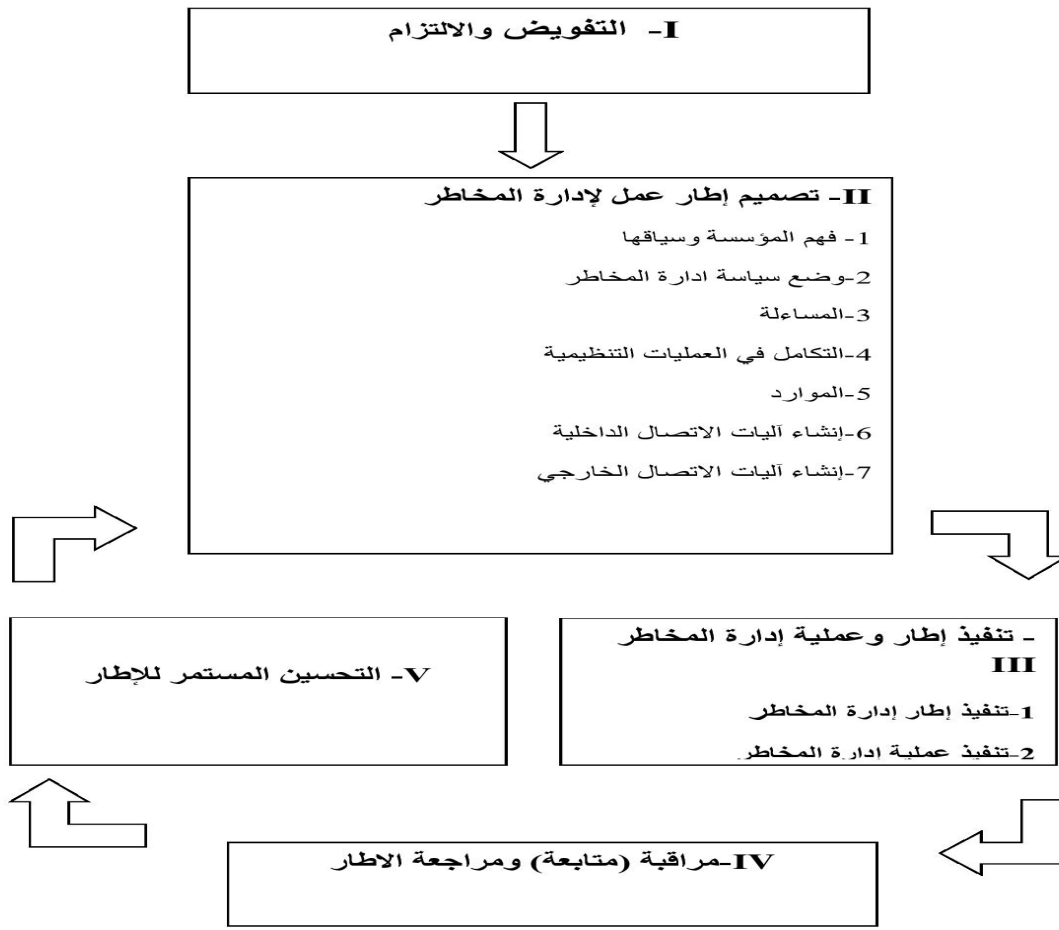 I- التفويض والالتزام
II- تصميم إطار عمل لإدارة المخاطر
1- فهم المؤسسة وسياقها
2-وضع سياسة ادارة المخاطر
3-المساءلة
4-التكامل في العمليات التنظيمية
5-الموارد
6-إنشاء آليات الاتصال الداخلية
7-إنشاء آليات الاتصال الخارجي
- تنفيذ إطار وعملية إدارة المخاطر
III
1-تنفيذ إطار إدارة المخاطر
2-تنفيذ عملية إدارة المخاطر
V- التحسين المستمر للإطار
IV-مراقبة (متابعة) ومراجعة الاطار